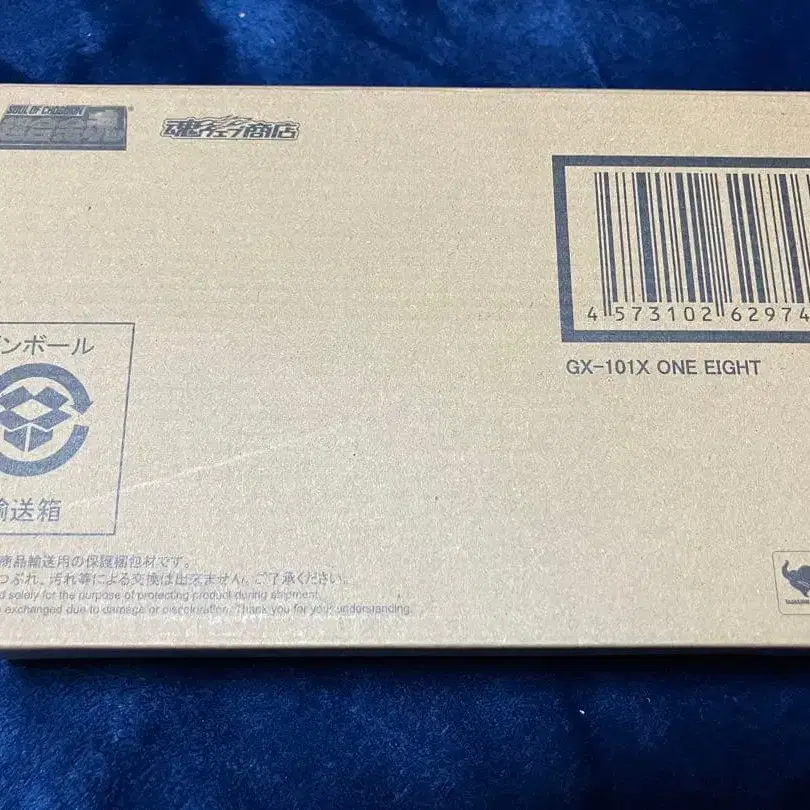 SOUL OF CHOGOKIN
超合金魂
魂ウェブ商店
4 573102 62974
GX-101X ONE EIGHT
ンボール
輸送箱
商品輸送用の保護梱包材です。
つぶれ、汚れ等による交換は出来ません。ご了承ください。
solely for the purpose of protecting product during shipment.
exchanged due to damage or discoloration. Thank you for your understanding.